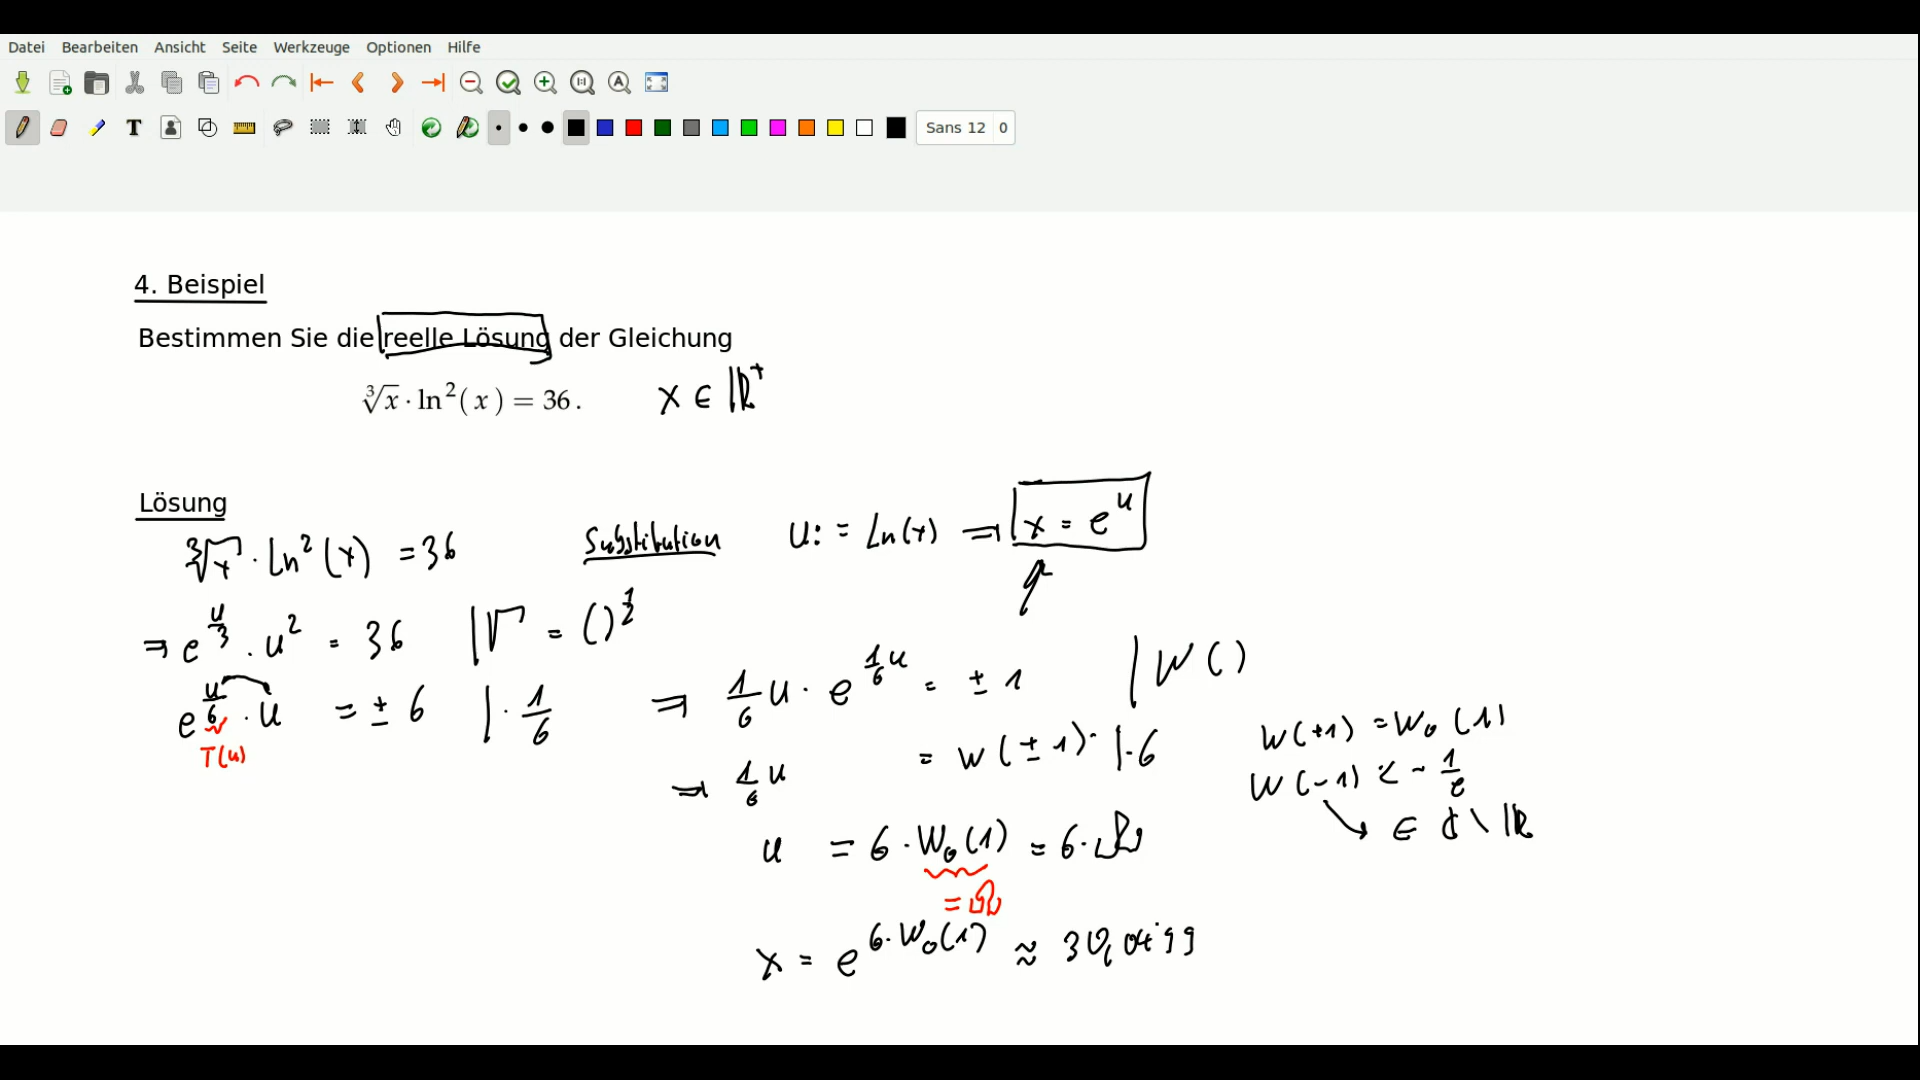 Datei Bearbeiten Ansicht Seite Werkzeuge Optionen Hilfe
Sans 12 0
4. Beispiel
Bestimmen Sie die reelle Lösung der Gleichung
∛x · ln²(x) = 36. x ∈ ℝ⁺
Lösung
∛x · ln²(x) = 36 Substitution u := ln(x) ⇒ x = e^u
⇒ e^(u/3) · u² = 36 | √ = ()^(1/2)
e^(u/6) · u = ± 6 | · 1/6 ⇒ 1/6 u · e^(1/6 u) = ± 1 | W()
T(u)
⇒ 1/6 u = W(± 1) | · 6 W(+1) = W₀(1)
W(-1) < - 1/e
∈ ℂ \ ℝ
u = 6 · W₀(1) = 6 · Ω
= Ω
x = e^(6 · W₀(1)) ≈